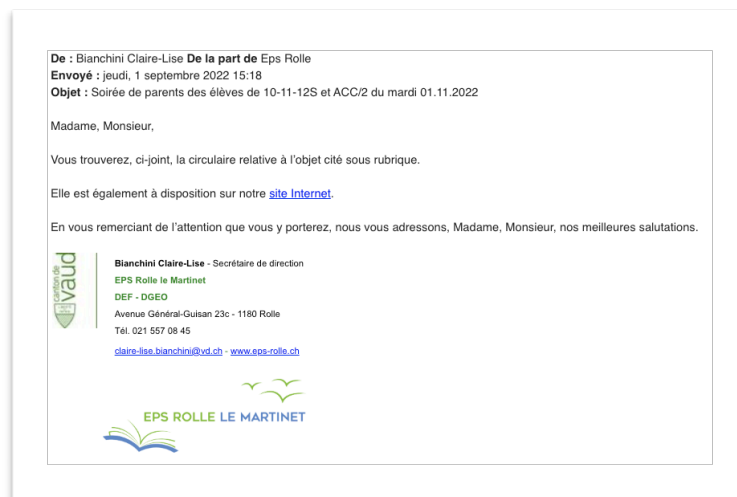 De : Bianchini Claire-Lise De la part de Eps Rolle
Envoyé : jeudi, 1 septembre 2022 15:18
Objet : Soirée de parents des élèves de 10-11-12S et ACC/2 du mardi 01.11.2022
Madame, Monsieur,
Vous trouverez, ci-joint, la circulaire relative à l'objet cité sous rubrique.
Elle est également à disposition sur notre site Internet.
En vous remerciant de l'attention que vous y porterez, nous vous adressons, Madame, Monsieur, nos meilleures salutations.
canton de
vaud
Bianchini Claire-Lise - Secrétaire de direction
EPS Rolle le Martinet
DEF - DGEO
Avenue Général-Guisan 23c - 1180 Rolle
Tél. 021 557 08 45
claire-lise.bianchini@vd.ch - www.eps-rolle.ch
EPS ROLLE LE MARTINET